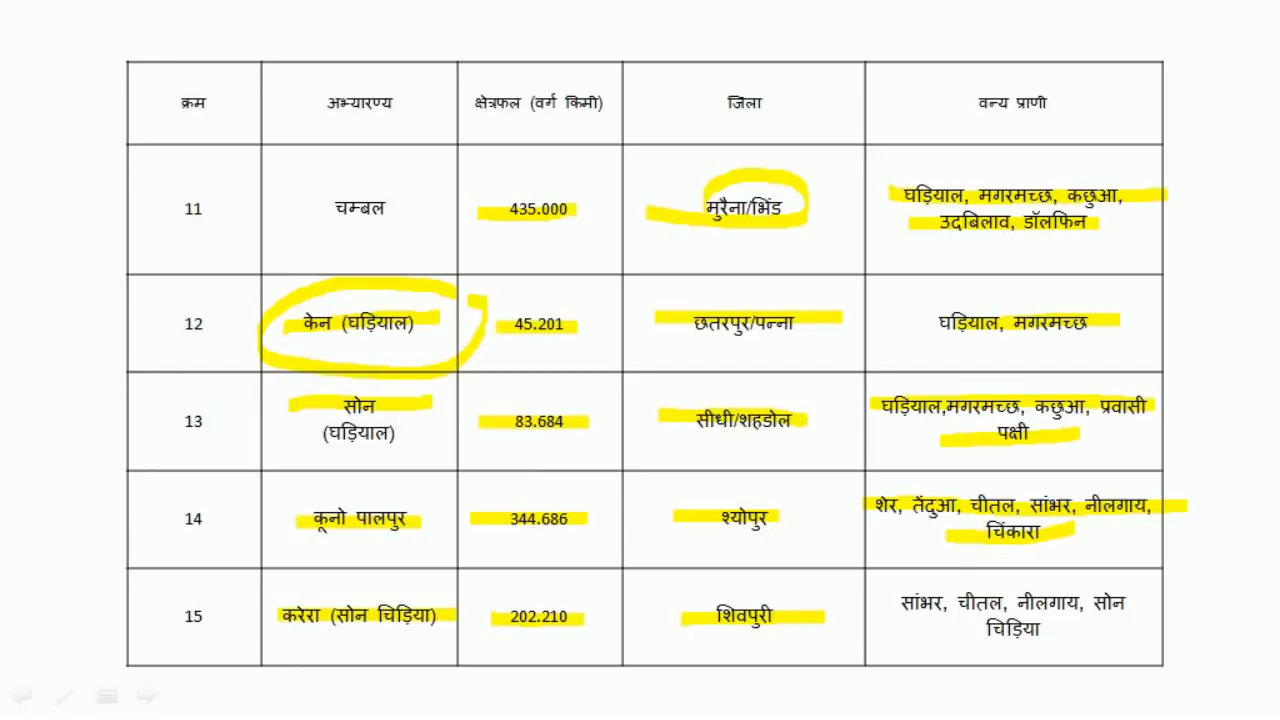 क्रम अभ्यारण्य क्षेत्रफल (वर्ग किमी) जिला वन्य प्राणी
11 चम्बल 435.000 मुरैना/भिंड घड़ियाल, मगरमच्छ, कछुआ,
उदबिलाव, डॉलफिन
12 केन (घड़ियाल) 45.201 छतरपुर/पन्ना घड़ियाल, मगरमच्छ
13 सोन
(घड़ियाल) 83.684 सीधी/शहडोल घड़ियाल,मगरमच्छ, कछुआ, प्रवासी
पक्षी
14 कूनो पालपुर 344.686 श्योपुर शेर, तेंदुआ, चीतल, सांभर, नीलगाय,
चिंकारा
15 करेरा (सोन चिड़िया) 202.210 शिवपुरी सांभर, चीतल, नीलगाय, सोन
चिड़िया